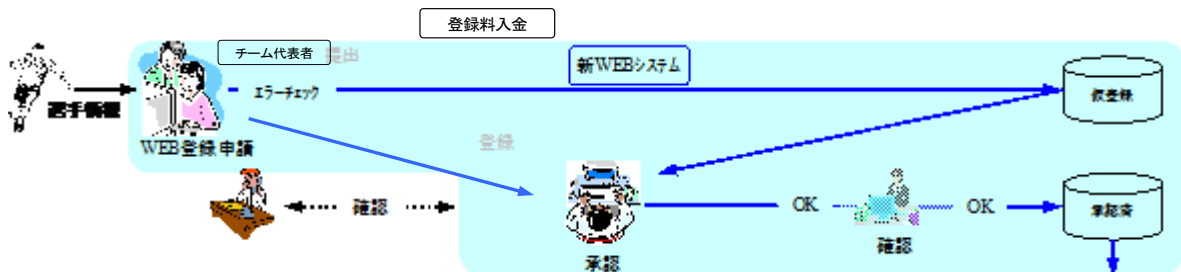 登録料入金
チーム代表者
提出
新WEBシステム
選手情報
エラーチェック
仮登録
WEB登録申請
登録
確認
OK
OK
承認済
確認
承認